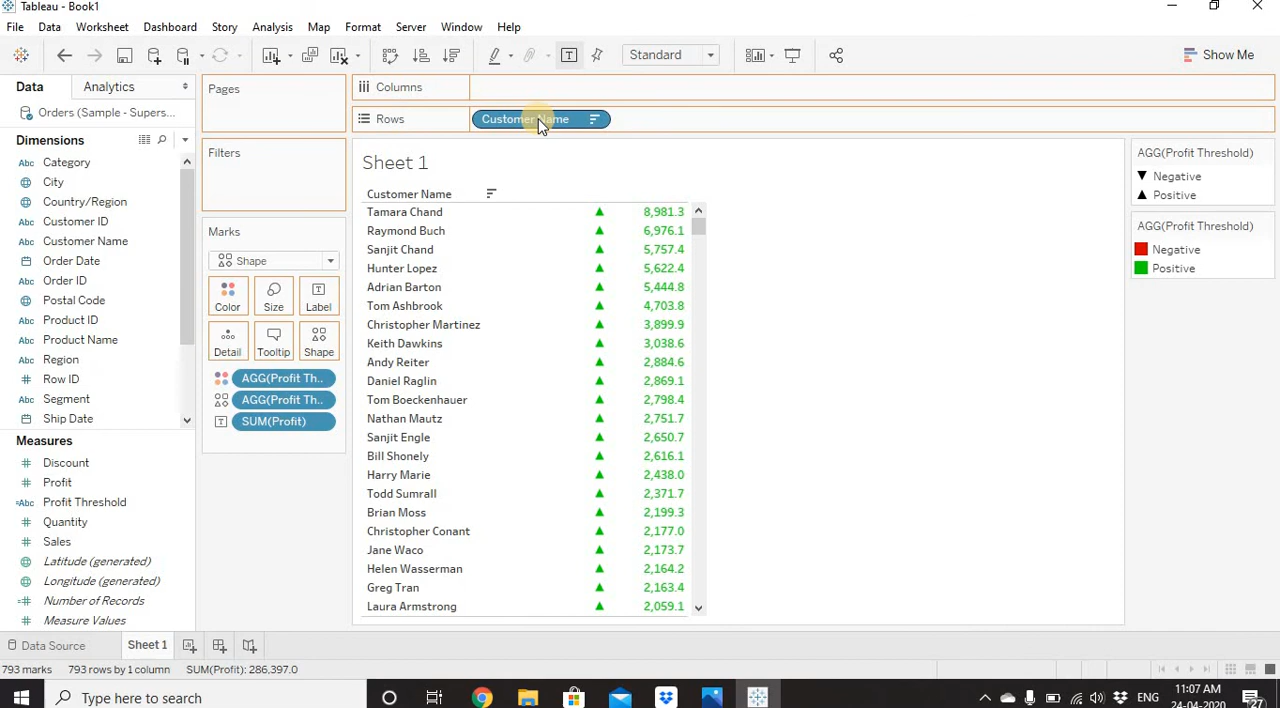 Tableau - Book1
File Data Worksheet Dashboard Story Analysis Map Format Server Window Help
Standard
Show Me
Data
Analytics
Orders (Sample - Supers...
Dimensions
Category
City
Country/Region
Customer ID
Customer Name
Order Date
Order ID
Postal Code
Product ID
Product Name
Region
Row ID
Segment
Ship Date
Measures
Discount
Profit
Profit Threshold
Quantity
Sales
Latitude (generated)
Longitude (generated)
Number of Records
Measure Values
Pages
Filters
Marks
Shape
Color Size Label
Detail Tooltip Shape
AGG(Profit Th..
AGG(Profit Th..
SUM(Profit)
Columns
Rows Customer Name
Sheet 1
Customer Name
Tamara Chand 8,981.3
Raymond Buch 6,976.1
Sanjit Chand 5,757.4
Hunter Lopez 5,622.4
Adrian Barton 5,444.8
Tom Ashbrook 4,703.8
Christopher Martinez 3,899.9
Keith Dawkins 3,038.6
Andy Reiter 2,884.6
Daniel Raglin 2,869.1
Tom Boeckenhauer 2,798.4
Nathan Mautz 2,751.7
Sanjit Engle 2,650.7
Bill Shonely 2,616.1
Harry Marie 2,438.0
Todd Sumrall 2,371.7
Brian Moss 2,199.3
Christopher Conant 2,177.0
Jane Waco 2,173.7
Helen Wasserman 2,164.2
Greg Tran 2,163.4
Laura Armstrong 2,059.1
AGG(Profit Threshold)
Negative
Positive
AGG(Profit Threshold)
Negative
Positive
Data Source Sheet 1
793 marks 793 rows by 1 column SUM(Profit): 286,397.0
Type here to search
ENG
11:07 AM
24-04-2020
27